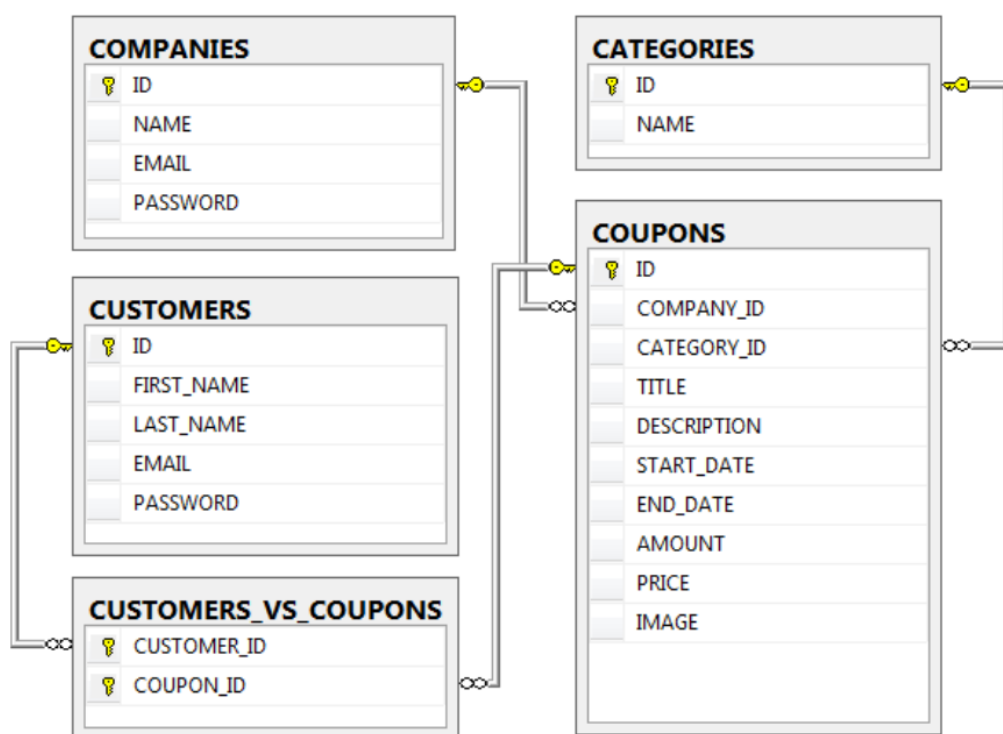 COMPANIES
ID
NAME
EMAIL
PASSWORD
CATEGORIES
ID
NAME
CUSTOMERS
ID
FIRST_NAME
LAST_NAME
EMAIL
PASSWORD
COUPONS
ID
COMPANY_ID
CATEGORY_ID
TITLE
DESCRIPTION
START_DATE
END_DATE
AMOUNT
PRICE
IMAGE
CUSTOMERS_VS_COUPONS
CUSTOMER_ID
COUPON_ID